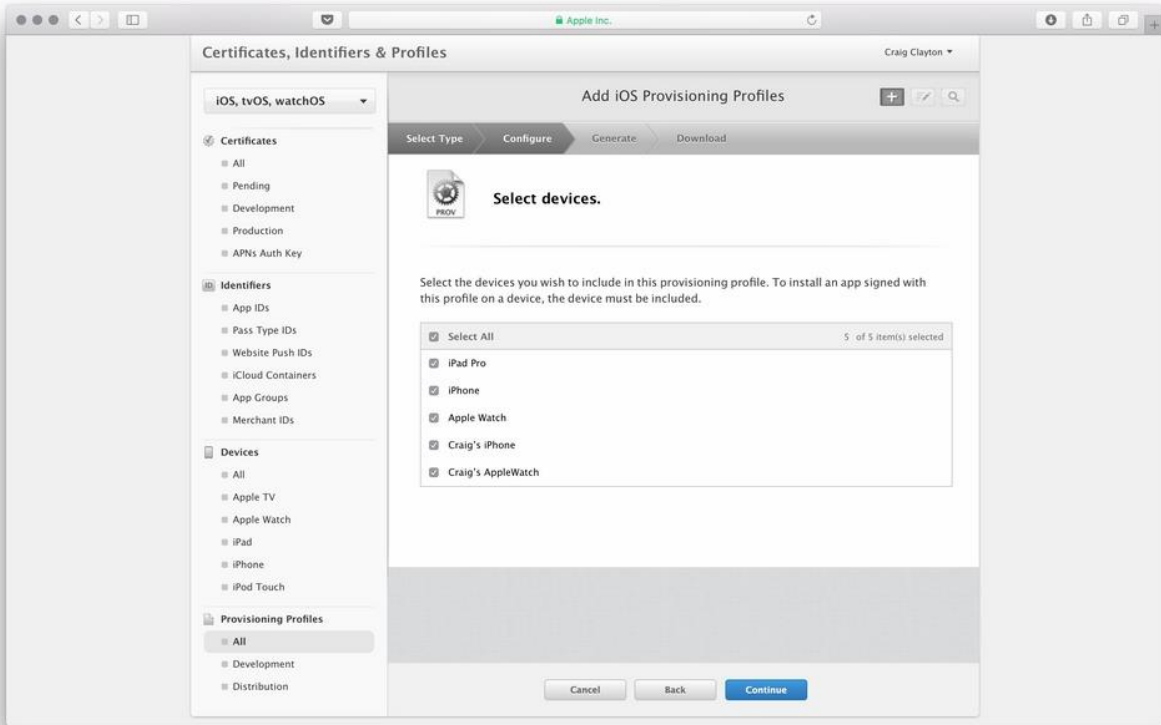 Apple Inc.
Certificates, Identifiers & Profiles
Craig Clayton
iOS, tvOS, watchOS
Certificates
All
Pending
Development
Production
APNs Auth Key
ID Identifiers
App IDs
Pass Type IDs
Website Push IDs
iCloud Containers
App Groups
Merchant IDs
Devices
All
Apple TV
Apple Watch
iPad
iPhone
iPod Touch
Provisioning Profiles
All
Development
Distribution
Add iOS Provisioning Profiles
Select Type Configure Generate Download
PROV
Select devices.
Select the devices you wish to include in this provisioning profile. To install an app signed with
this profile on a device, the device must be included.
Select All 5 of 5 item(s) selected
iPad Pro
iPhone
Apple Watch
Craig's iPhone
Craig's AppleWatch
Cancel Back Continue